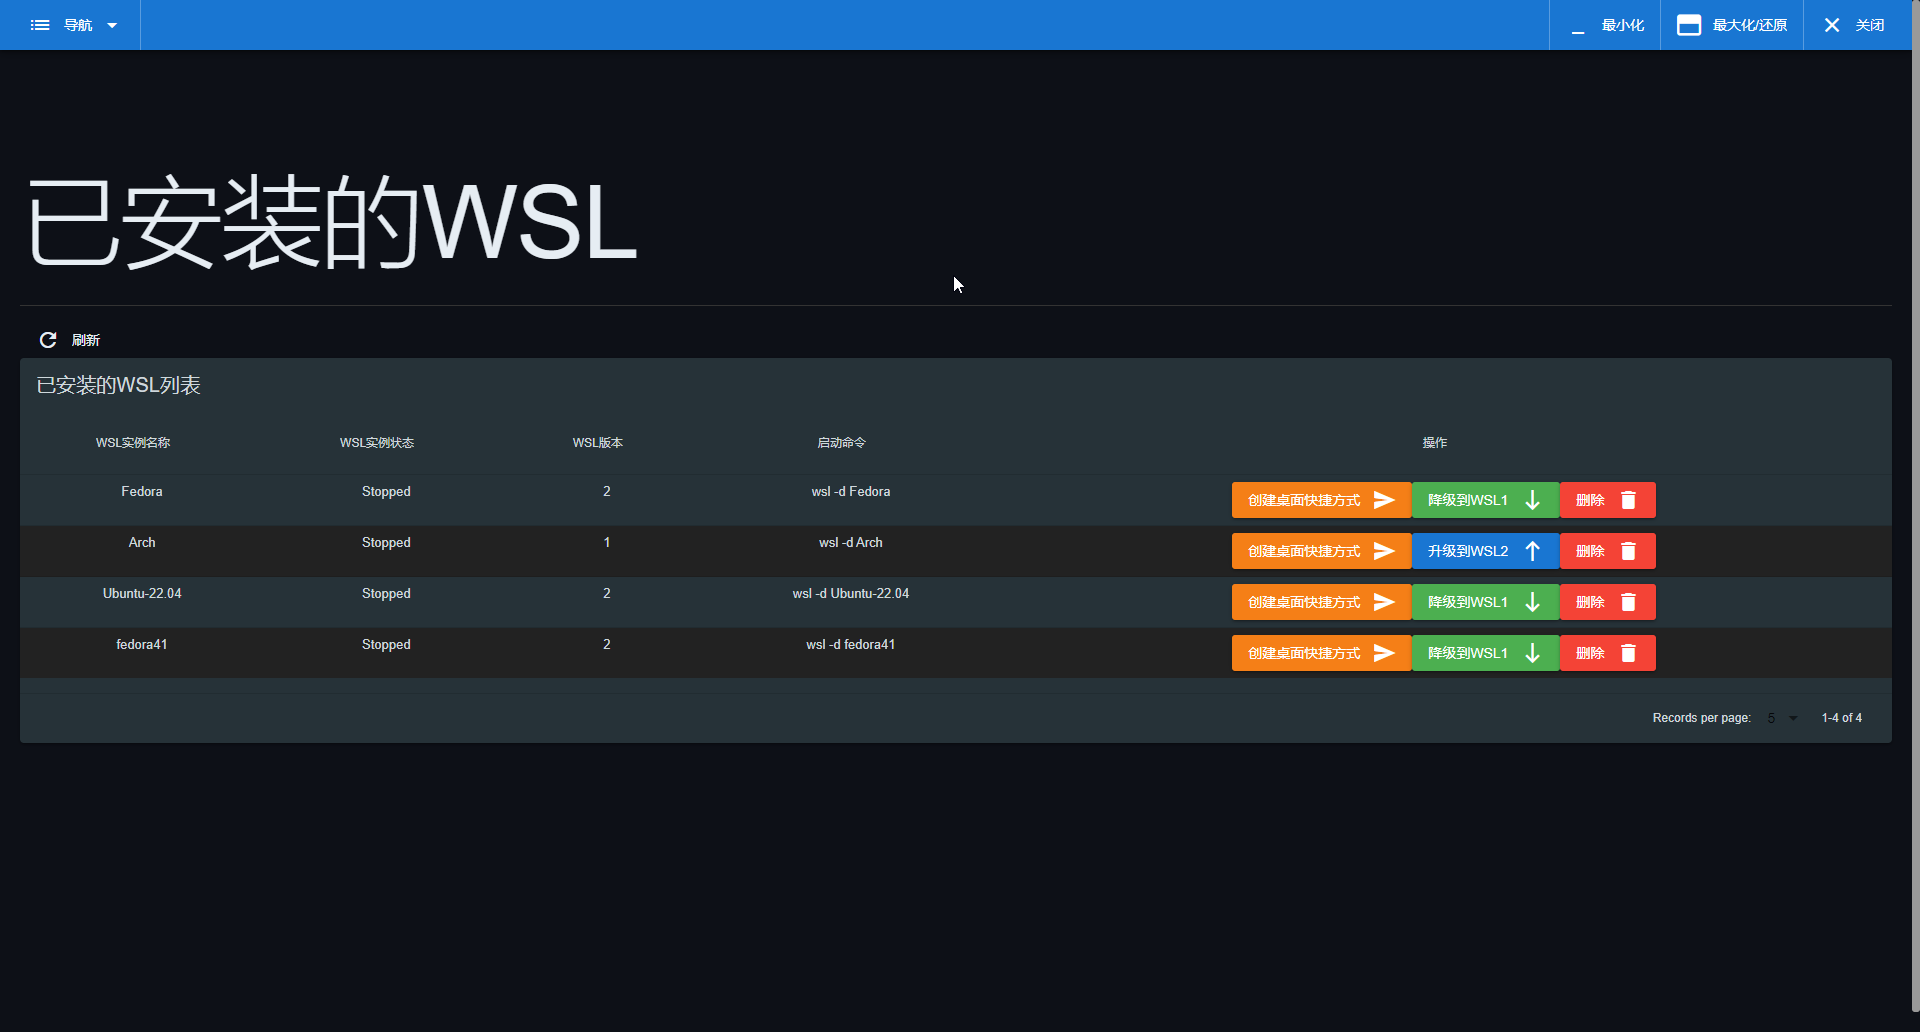 导航 最小化 最大化/还原 关闭
已安装的WSL
刷新
已安装的WSL列表
WSL实例名称 WSL实例状态 WSL版本 启动命令 操作
Fedora Stopped 2 wsl -d Fedora 创建桌面快捷方式 降级到WSL1 删除
Arch Stopped 1 wsl -d Arch 创建桌面快捷方式 升级到WSL2 删除
Ubuntu-22.04 Stopped 2 wsl -d Ubuntu-22.04 创建桌面快捷方式 降级到WSL1 删除
fedora41 Stopped 2 wsl -d fedora41 创建桌面快捷方式 降级到WSL1 删除
Records per page: 5 1-4 of 4